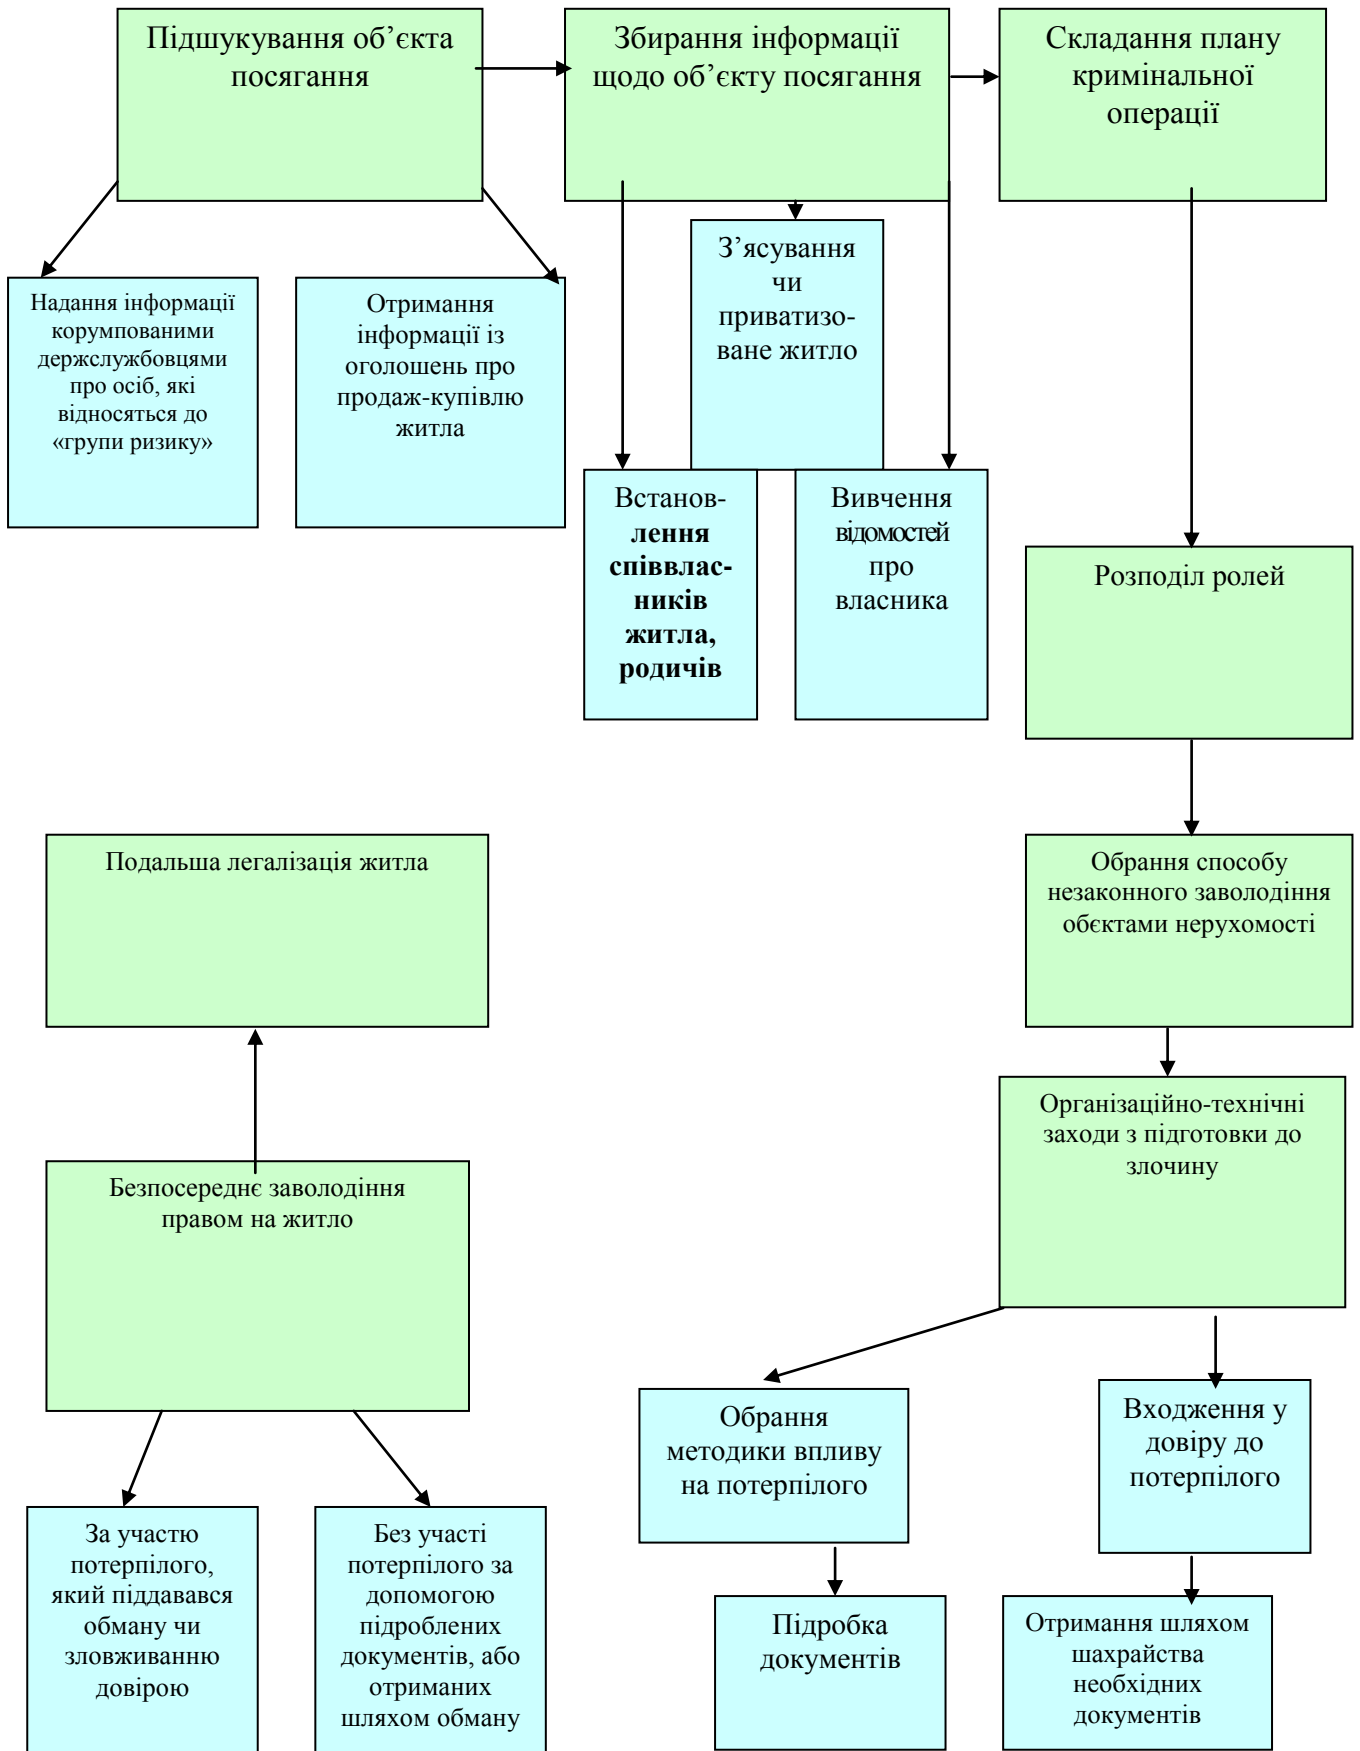 Підшукування об’єкта
посягання
Збирання інформації
щодо об’єкту посягання
Складання плану
кримінальної
операції
Надання інформації
корумпованими
держслужбовцями
про осіб, які
відносяться до
«групи ризику»
Отримання
інформації із
оголошень про
продаж-купівлю
житла
З’ясування
чи
приватизо-
ване житло
Встанов-
лення
співвлас-
ників
житла,
родичів
Вивчення
відомостей
про
власника
Розподіл ролей
Обрання способу
незаконного заволодіння
обєктами нерухомості
Подальша легалізація житла
Організаційно-технічні
заходи з підготовки до
злочину
Безпосереднє заволодіння
правом на житло
Обрання
методики впливу
на потерпілого
Входження у
довіру до
потерпілого
За участю
потерпілого,
який піддавався
обману чи
зловживанню
довірою
Без участі
потерпілого за
допомогою
підроблених
документів, або
отриманих
шляхом обману
Підробка
документів
Отримання шляхом
шахрайства
необхідних
документів